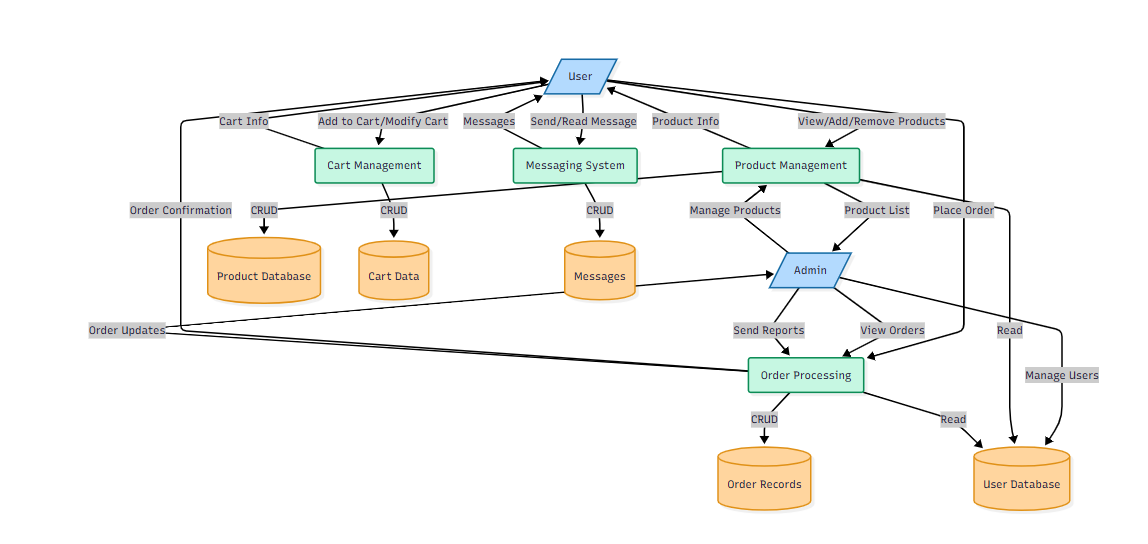 User
Cart Info
Add to Cart/Modify Cart
Messages
Send/Read Message
Product Info
View/Add/Remove Products
Cart Management
Messaging System
Product Management
Order Confirmation
CRUD
CRUD
CRUD
Manage Products
Product List
Place Order
Product Database
Cart Data
Messages
Admin
Order Updates
Send Reports
View Orders
Read
Order Processing
Manage Users
CRUD
Read
Order Records
User Database